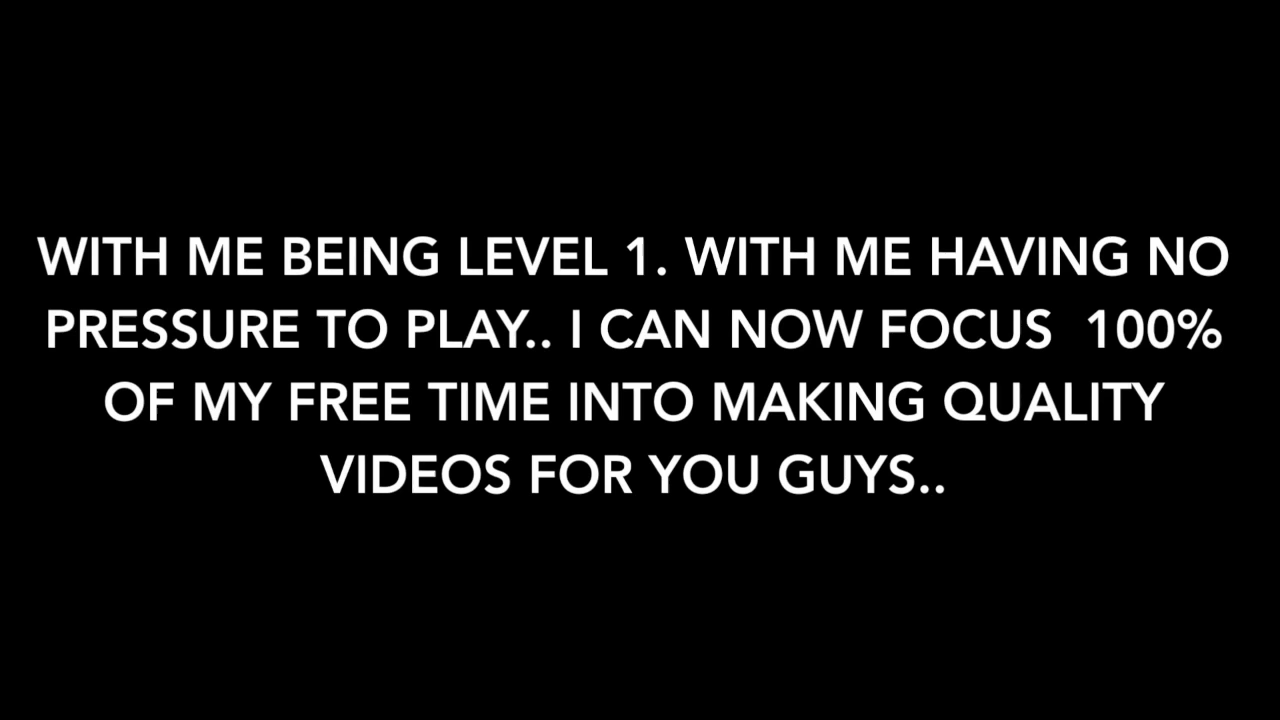 WITH ME BEING LEVEL 1. WITH ME HAVING NO
PRESSURE TO PLAY.. I CAN NOW FOCUS  100%
OF MY FREE TIME INTO MAKING QUALITY
VIDEOS FOR YOU GUYS..